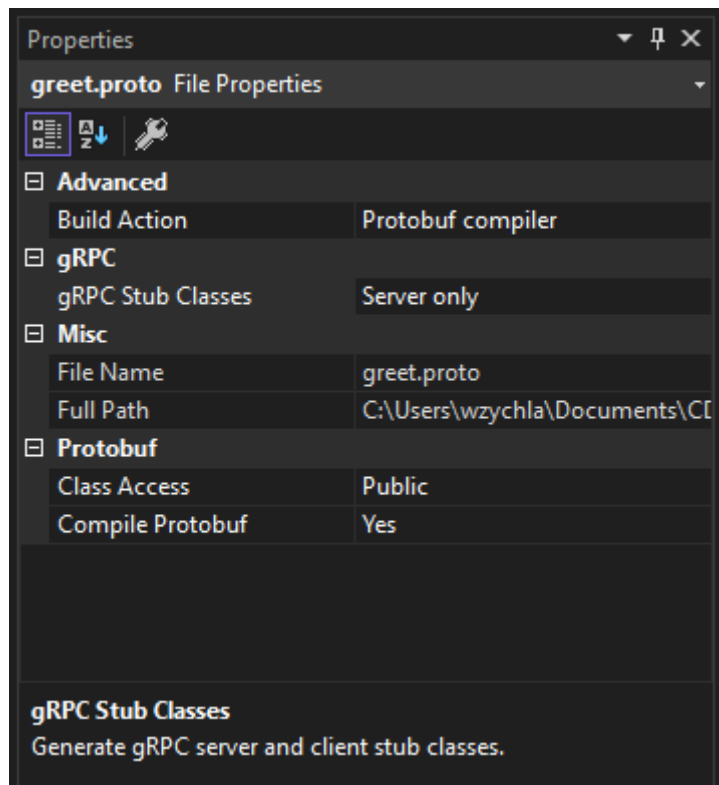 Properties
greet.proto File Properties
Advanced
Build Action Protobuf compiler
gRPC
gRPC Stub Classes Server only
Misc
File Name greet.proto
Full Path C:\Users\wzychla\Documents\
Protobuf
Class Access Public
Compile Protobuf Yes
gRPC Stub Classes
Generate gRPC server and client stub classes.